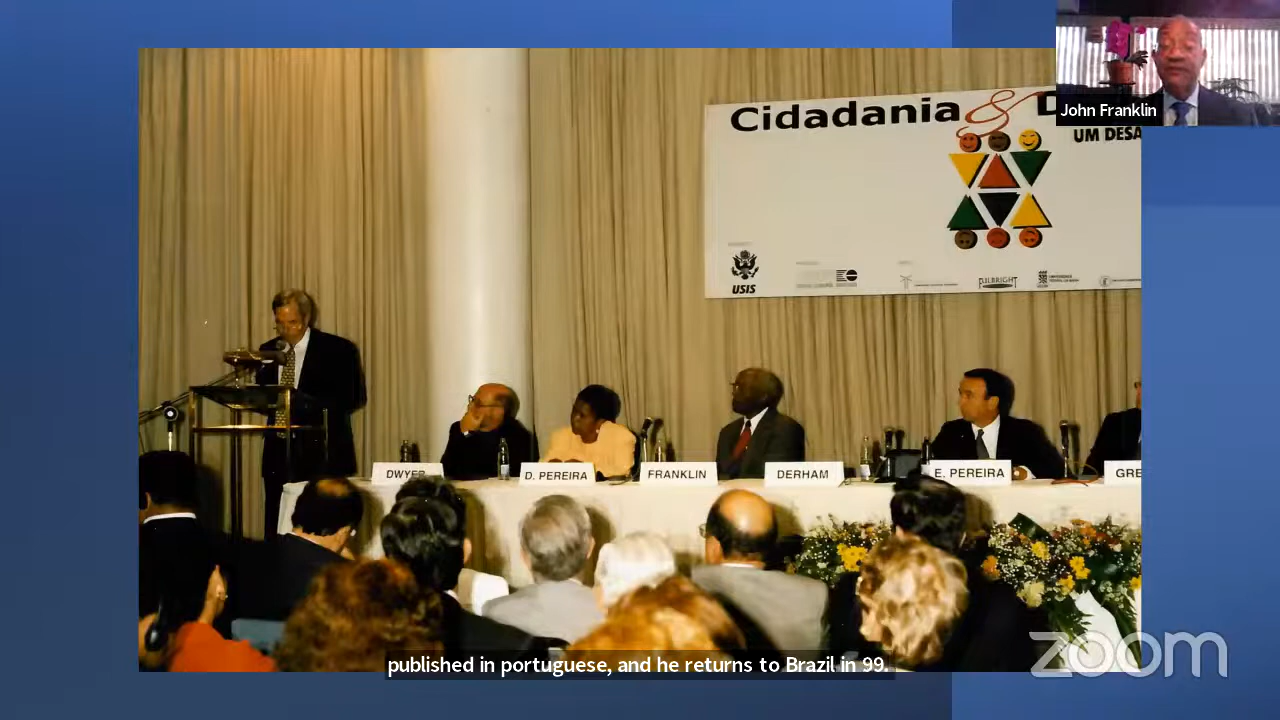 John Franklin
Cidadania & D
UM DESA
USIS
FULBRIGHT
DWYER
D. PEREIRA
FRANKLIN
DERHAM
E. PEREIRA
GRE
published in portuguese, and he returns to Brazil in 99.
zoom